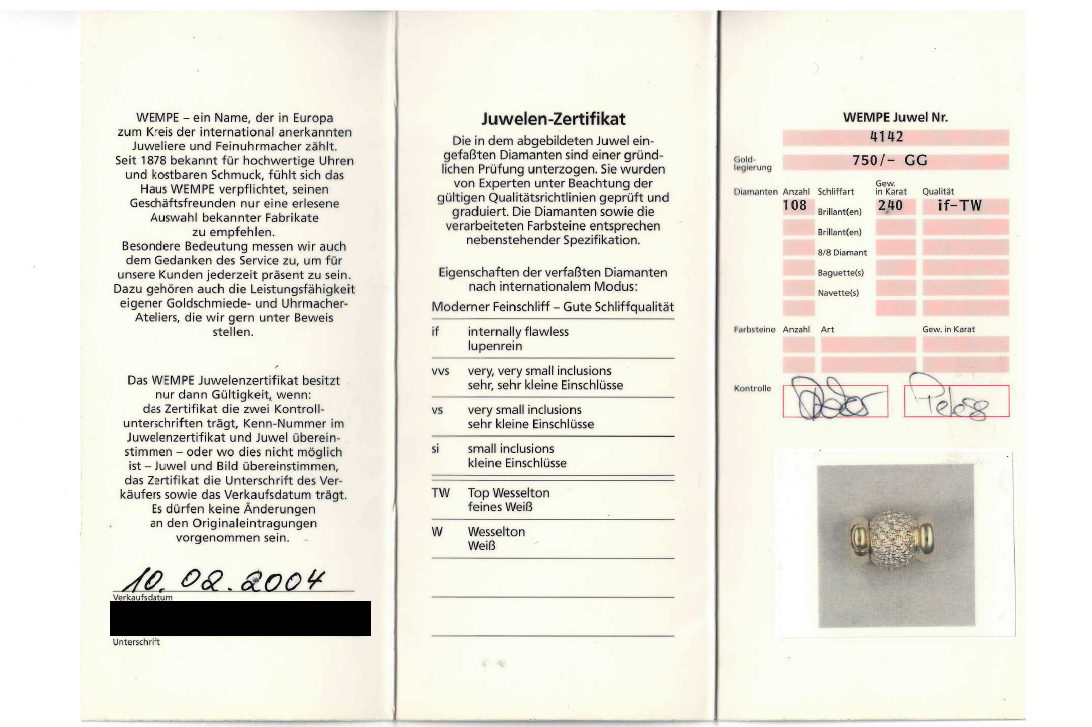 WEMPE – ein Name, der in Europa
zum Kreis der international anerkannten
Juweliere und Feinuhrmacher zählt.
Seit 1878 bekannt für hochwertige Uhren
und kostbaren Schmuck, fühlt sich das
Haus WEMPE verpflichtet, seinen
Geschäftsfreunden nur eine erlesene
Auswahl bekannter Fabrikate
zu empfehlen.
Besondere Bedeutung messen wir auch
dem Gedanken des Service zu, um für
unsere Kunden jederzeit präsent zu sein.
Dazu gehören auch die Leistungsfähigkeit
eigener Goldschmiede- und Uhrmacher-
Ateliers, die wir gern unter Beweis
stellen.
Das WEMPE Juwelenzertifikat besitzt
nur dann Gültigkeit, wenn:
das Zertifikat die zwei Kontroll-
unterschriften trägt, Kenn-Nummer im
Juwelenzertifikat und Juwel überein-
stimmen – oder wo dies nicht möglich
ist – Juwel und Bild übereinstimmen,
das Zertifikat die Unterschrift des Ver-
käufers sowie das Verkaufsdatum trägt.
Es dürfen keine Änderungen
an den Originaleintragungen
vorgenommen sein.
10.02.2004
Verkaufsdatum
Unterschrift
Juwelen-Zertifikat
Die in dem abgebildeten Juwel ein-
gefaßten Diamanten sind einer gründ-
lichen Prüfung unterzogen. Sie wurden
von Experten unter Beachtung der
gültigen Qualitätsrichtlinien geprüft und
graduiert. Die Diamanten sowie die
verarbeiteten Farbsteine entsprechen
nebenstehender Spezifikation.
Eigenschaften der verfaßten Diamanten
nach internationalem Modus:
Moderner Feinschliff – Gute Schliffqualität
if internally flawless
lupenrein
vvs very, very small inclusions
sehr, sehr kleine Einschlüsse
vs very small inclusions
sehr kleine Einschlüsse
si small inclusions
kleine Einschlüsse
TW Top Wesselton
feines Weiß
W Wesselton
Weiß
WEMPE Juwel Nr.
4142
Gold-
legierung 750/- GG
Diamanten Anzahl Schliffart Gew.
in Karat Qualität
108 Brillant(en) 240 if-TW
Brillant(en)
8/8 Diamant
Baguette(s)
Navette(s)
Farbsteine Anzahl Art Gew. in Karat
Kontrolle